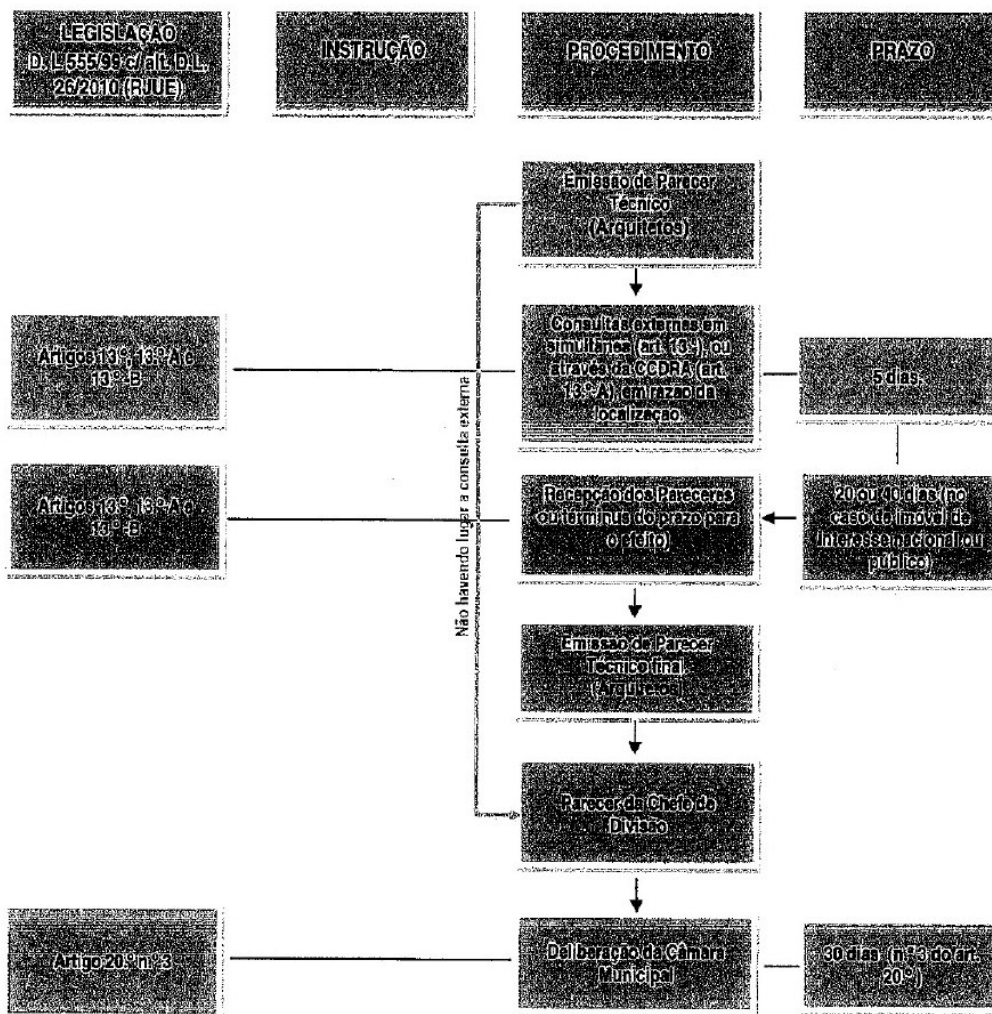 LEGISLAÇÃO
D. L 555/99 c/ alt. D.L.
26/2010 (RJUE)
INSTRUÇÃO
PROCEDIMENTO
PRAZO
Emissão de Parecer
Técnico
(Arquitetos)
Artigos 13.º, 13.º-A e
13.º-B
Consultas externas em
simultânea (art. 13.º), ou
através da CCDRA (art.
13.º-A), em razão da
localização
5 dias.
Não havendo lugar a consulta externa
Artigos 13.º, 13.º-A e
13.º-B
Recepção dos Pareceres
ou términus do prazo para
o efeito)
20 ou 40 dias (no
caso de imóvel de
interesse nacional ou
público)
Emissão de Parecer
Técnico final
(Arquitetos)
Parecer da Chefe de
Divisão
Artigo 20.º n.º 3
Deliberação da Câmara
Municipal
30 dias (n.º 3 do art.
20.º)